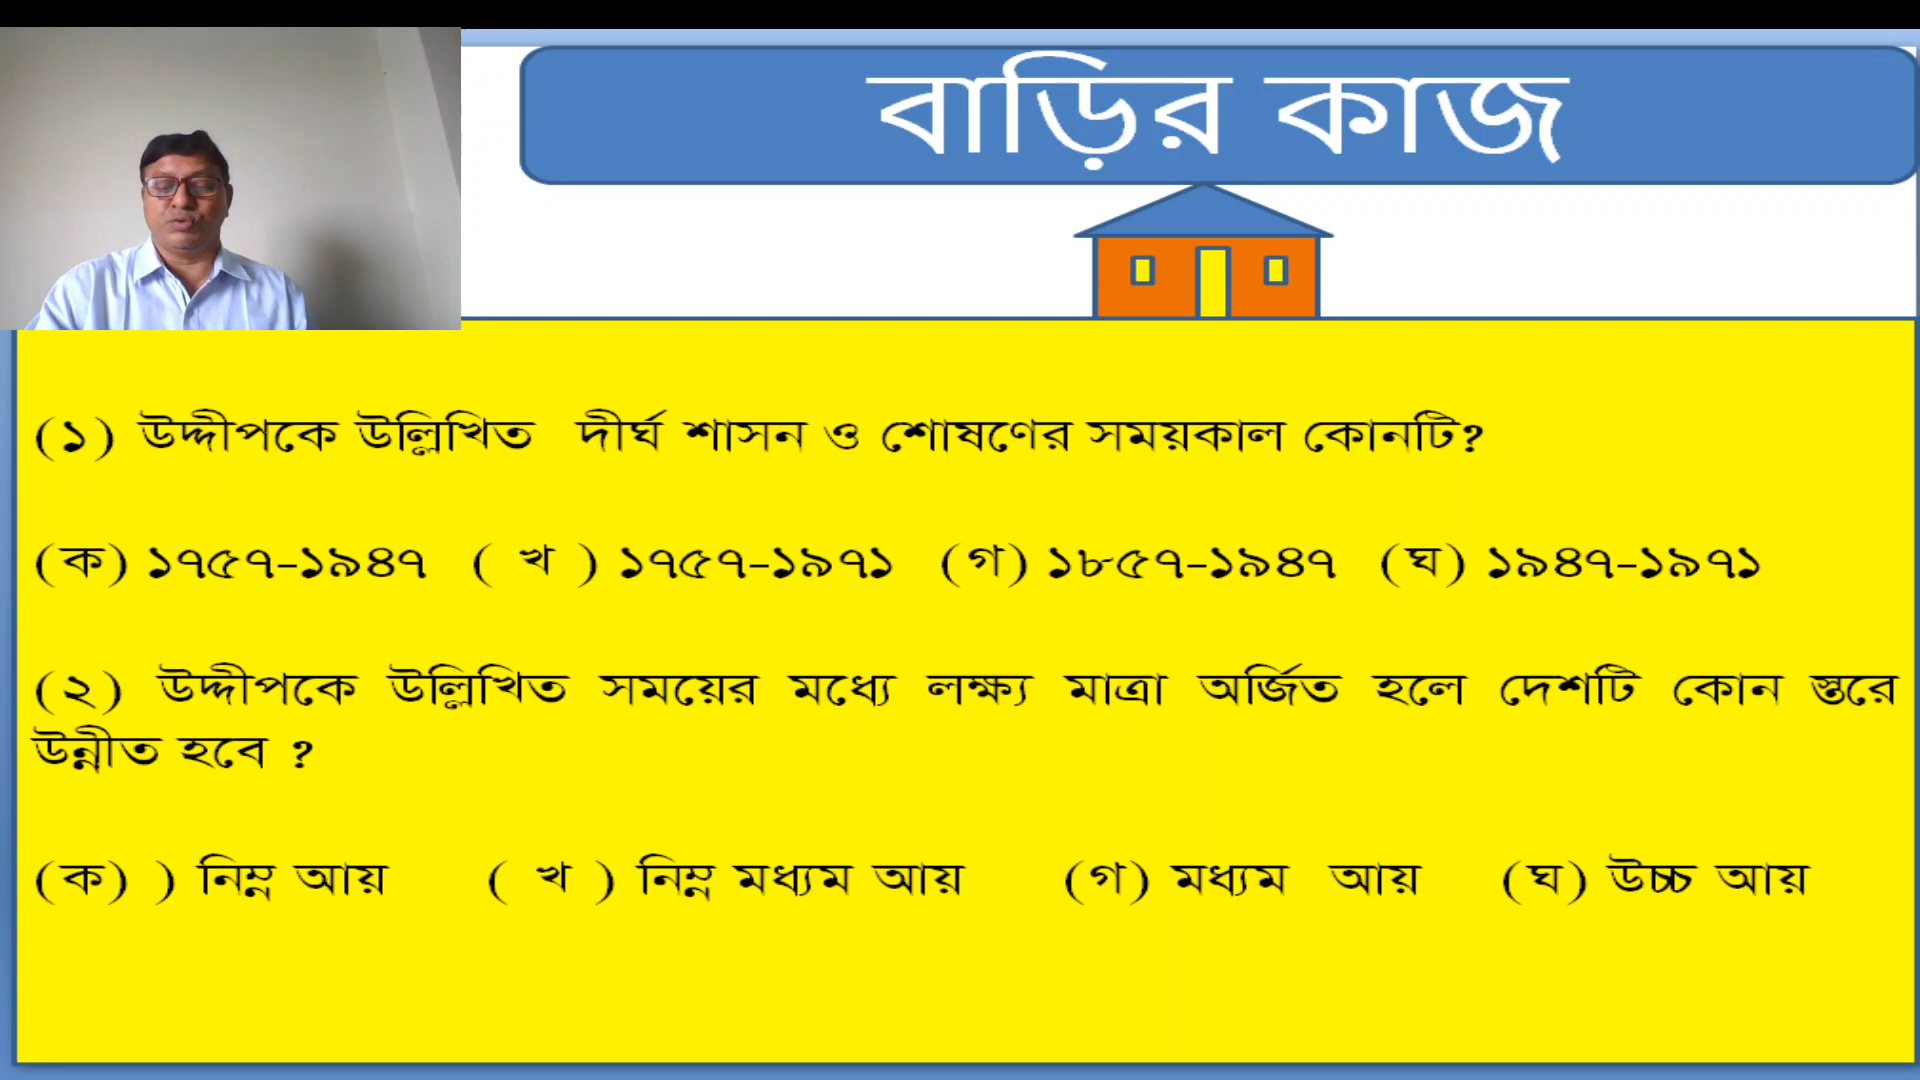 বাড়ির কাজ
(১) উদ্দীপকে উল্লিখিত দীর্ঘ শাসন ও শোষণের সময়কাল কোনটি?
(ক) ১৭৫৭-১৯৪৭ ( খ ) ১৭৫৭-১৯৭১ (গ) ১৮৫৭-১৯৪৭ (ঘ) ১৯৪৭-১৯৭১
(২) উদ্দীপকে উল্লিখিত সময়ের মধ্যে লক্ষ্য মাত্রা অর্জিত হলে দেশটি কোন স্তরে
উন্নীত হবে ?
(ক) ) নিম্ন আয় ( খ ) নিম্ন মধ্যম আয় (গ) মধ্যম আয় (ঘ) উচ্চ আয়